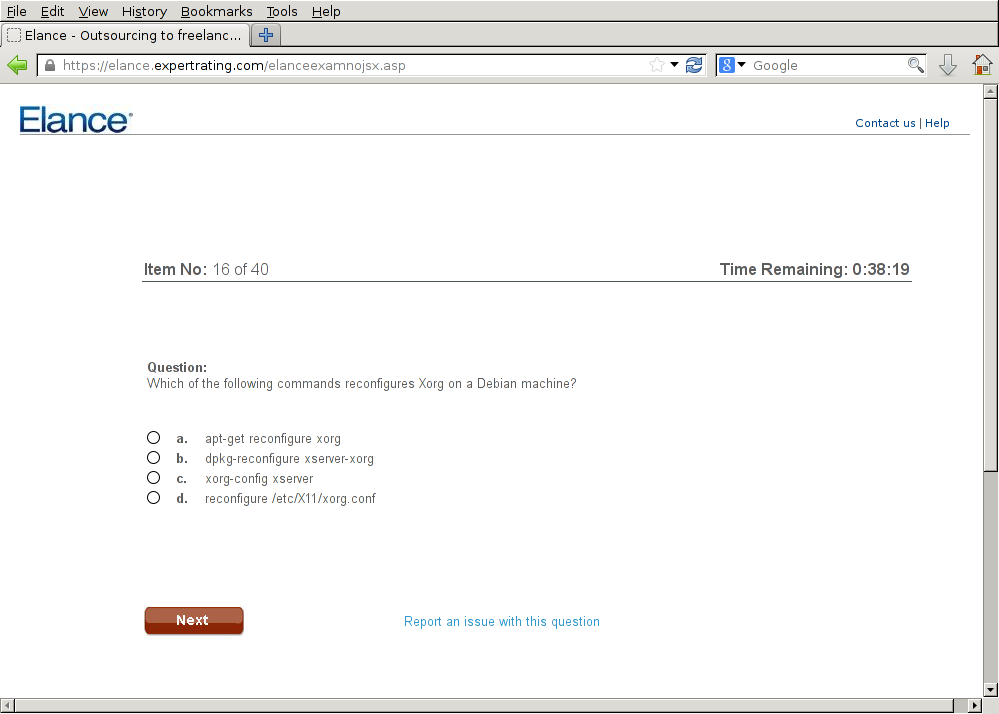 File Edit View History Bookmarks Tools Help
Elance - Outsourcing to freelanc...
https://elance.expertrating.com/elanceexamnojsx.asp
8 Google
Elance
Contact us | Help
Item No: 16 of 40 Time Remaining: 0:38:19
Question:
Which of the following commands reconfigures Xorg on a Debian machine?
a. apt-get reconfigure xorg
b. dpkg-reconfigure xserver-xorg
c. xorg-config xserver
d. reconfigure /etc/X11/xorg.conf
Next Report an issue with this question